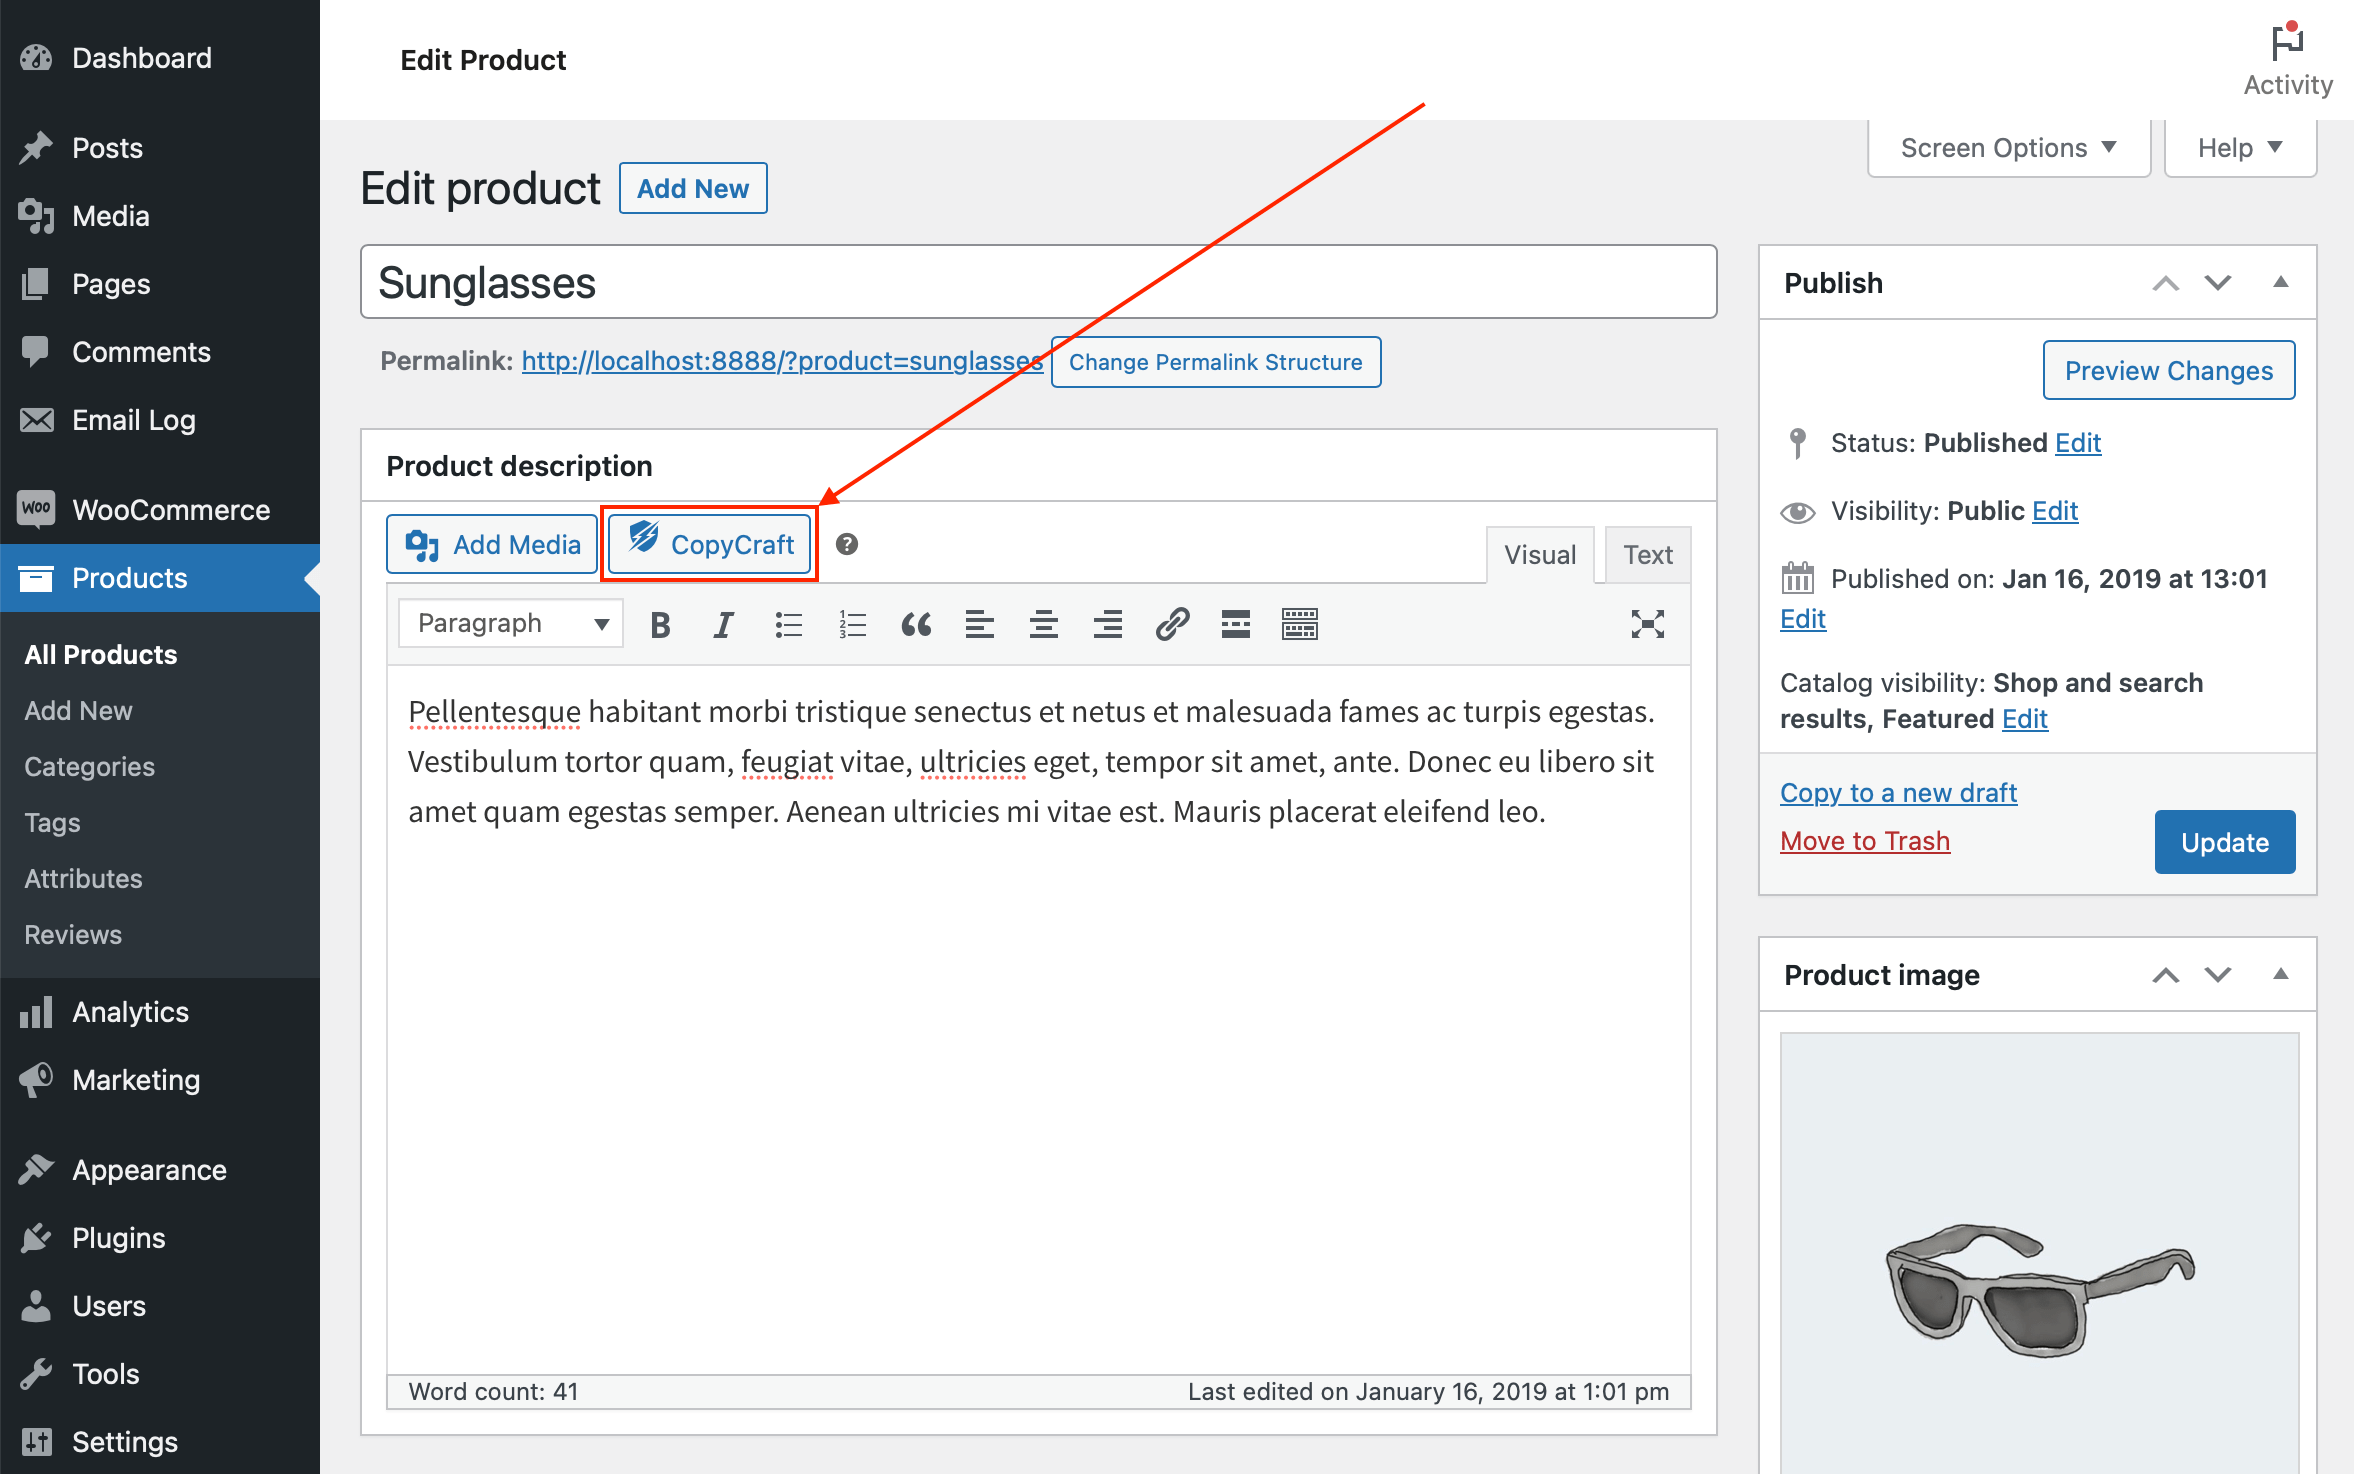 Dashboard
Posts
Media
Pages
Comments
Email Log
WOO WooCommerce
Products
All Products
Add New
Categories
Tags
Attributes
Reviews
Analytics
Marketing
Appearance
Plugins
Users
Tools
Settings
Edit Product
Activity
Screen Options
Help
Edit product Add New
Sunglasses
Permalink: http://localhost:8888/?product=sunglasses Change Permalink Structure
Product description
Add Media CopyCraft ? Visual Text
Paragraph B I
Pellentesque habitant morbi tristique senectus et netus et malesuada fames ac turpis egestas.
Vestibulum tortor quam, feugiat vitae, ultricies eget, tempor sit amet, ante. Donec eu libero sit
amet quam egestas semper. Aenean ultricies mi vitae est. Mauris placerat eleifend leo.
Word count: 41 Last edited on January 16, 2019 at 1:01 pm
Publish
Preview Changes
Status: Published Edit
Visibility: Public Edit
Published on: Jan 16, 2019 at 13:01
Edit
Catalog visibility: Shop and search
results, Featured Edit
Copy to a new draft
Move to Trash
Update
Product image